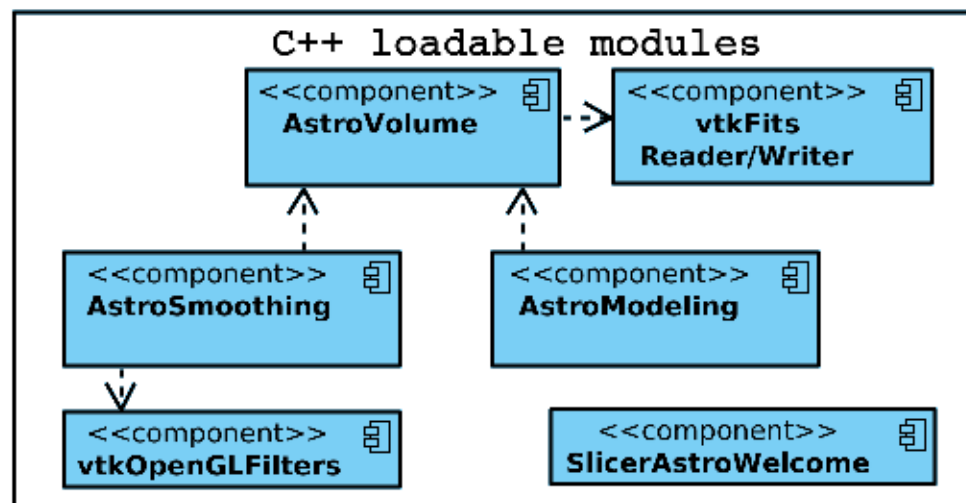 C++ loadable modules
<<component>>
AstroVolume
<<component>>
vtkFits
Reader/Writer
<<component>>
AstroSmoothing
<<component>>
AstroModeling
<<component>>
vtkOpenGLFilters
<<component>>
SlicerAstroWelcome